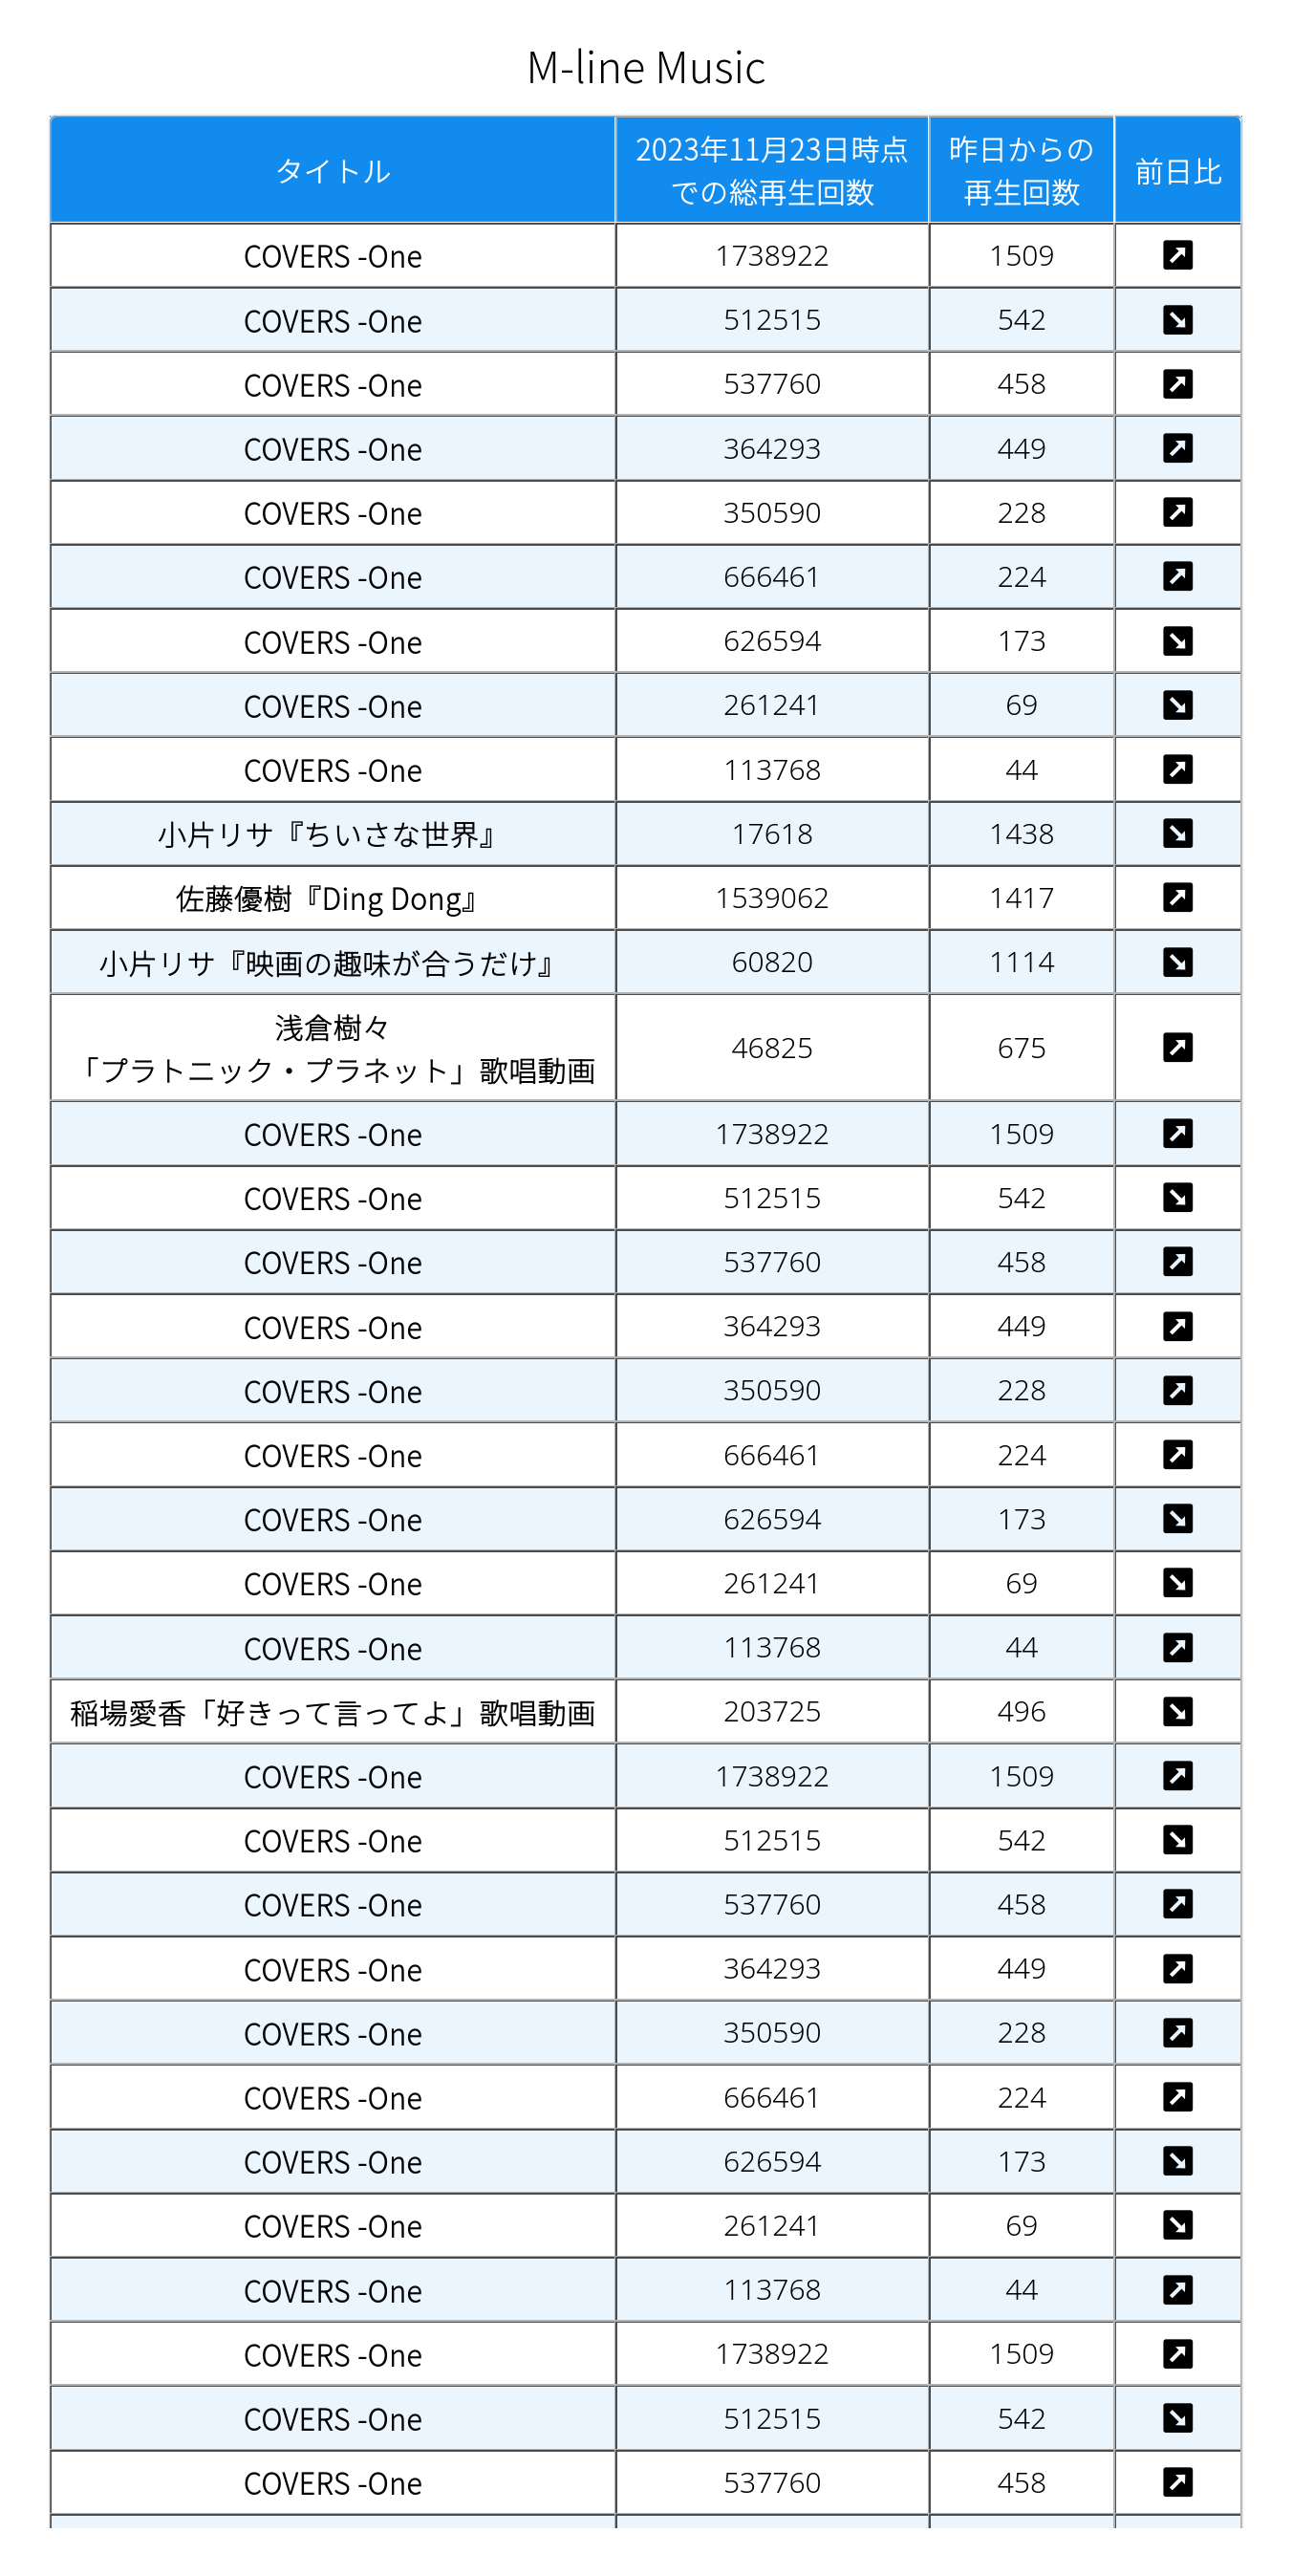 M-line Music
タイトル 2023年11月23日時点 昨日からの 前日比
での総再生回数 再生回数
COVERS -One 1738922 1509
COVERS -One 512515 542
COVERS -One 537760 458
COVERS -One 364293 449
COVERS -One 350590 228
COVERS -One 666461 224
COVERS -One 626594 173
COVERS -One 261241 69
COVERS -One 113768 44
小片リサ『ちいさな世界』 17618 1438
佐藤優樹『Ding Dong』 1539062 1417
小片リサ『映画の趣味が合うだけ』 60820 1114
浅倉樹々
「プラトニック・プラネット」歌唱動画 46825 675
COVERS -One 1738922 1509
COVERS -One 512515 542
COVERS -One 537760 458
COVERS -One 364293 449
COVERS -One 350590 228
COVERS -One 666461 224
COVERS -One 626594 173
COVERS -One 261241 69
COVERS -One 113768 44
稲場愛香「好きって言ってよ」歌唱動画 203725 496
COVERS -One 1738922 1509
COVERS -One 512515 542
COVERS -One 537760 458
COVERS -One 364293 449
COVERS -One 350590 228
COVERS -One 666461 224
COVERS -One 626594 173
COVERS -One 261241 69
COVERS -One 113768 44
COVERS -One 1738922 1509
COVERS -One 512515 542
COVERS -One 537760 458